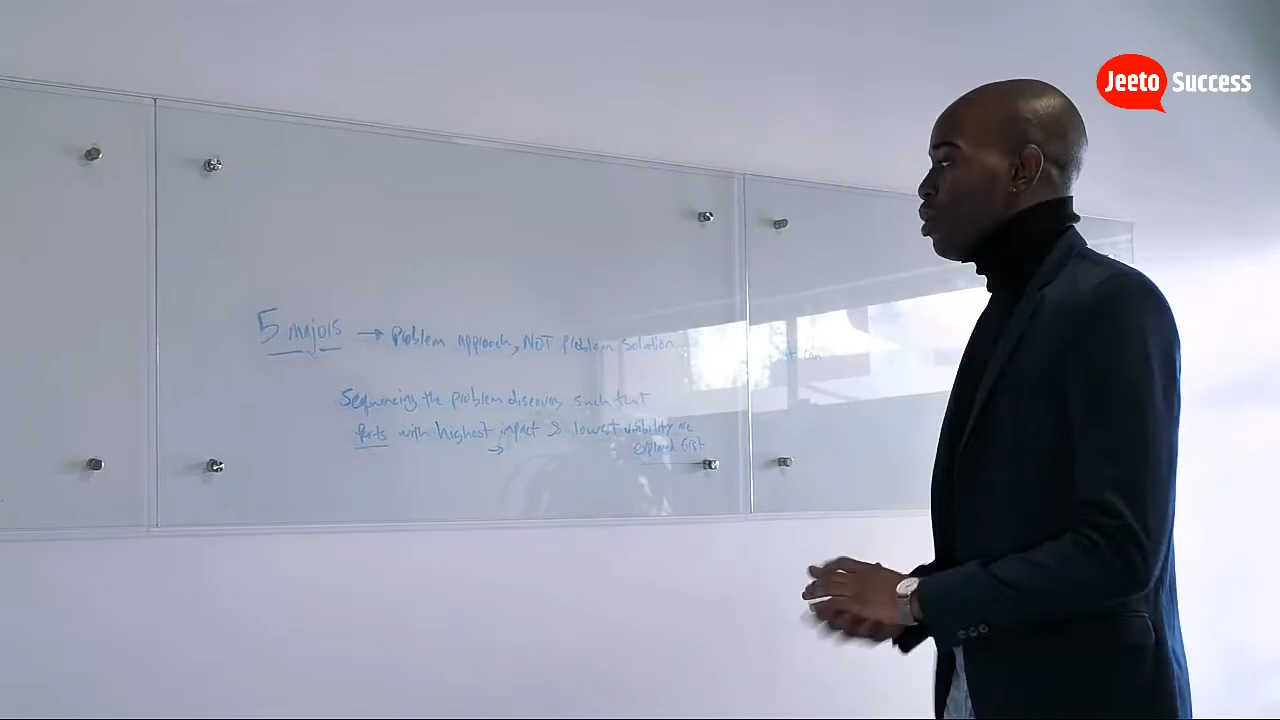 Jeeto Success
5 majors → Problem approach, NOT problem solution
Sequencing the problem discovery such that
Parts with highest impact & lowest visibility are
explored first